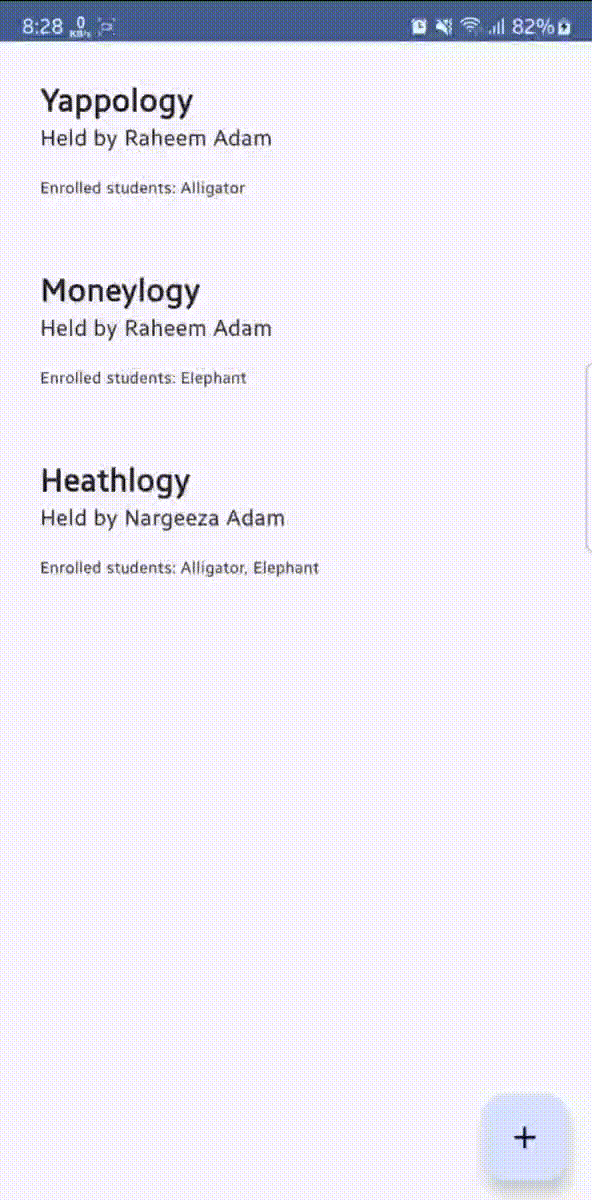 8:28 0 KB/s 82%
Yappology
Held by Raheem Adam
Enrolled students: Alligator
Moneylogy
Held by Raheem Adam
Enrolled students: Elephant
Heathlogy
Held by Nargeeza Adam
Enrolled students: Alligator, Elephant
+